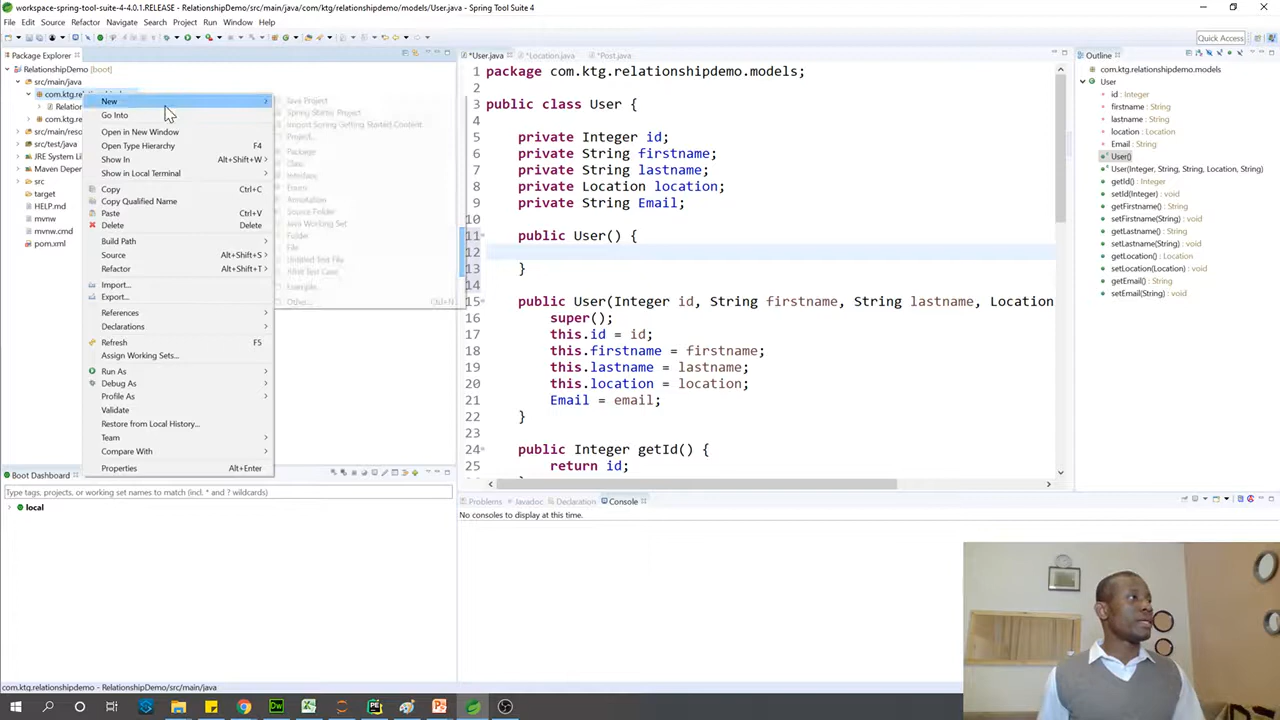 workspace-spring-tool-suite-4-4.0.1.RELEASE - RelationshipDemo/src/main/java/com/ktg/relationshipdemo/models/User.java - Spring Tool Suite 4
File Edit Source Refactor Navigate Search Project Run Window Help
Quick Access
Package Explorer
RelationshipDemo [boot]
src/main/java
com.ktg.re
Relation
com.ktg.re
src/main/reso
src/test/java
JRE System Lib
Maven Depen
src
target
HELP.md
mvnw
mvnw.cmd
pom.xml
New
Go Into
Open in New Window
Open Type Hierarchy F4
Show In Alt+Shift+W
Show in Local Terminal
Copy Ctrl+C
Copy Qualified Name
Paste Ctrl+V
Delete Delete
Build Path
Source Alt+Shift+S
Refactor Alt+Shift+T
Import...
Export...
References
Declarations
Refresh F5
Assign Working Sets...
Run As
Debug As
Profile As
Validate
Restore from Local History...
Team
Compare With
Properties Alt+Enter
Java Project
Spring Starter Project
Import Spring Getting Started Content
Project...
Package
Class
Interface
Enum
Annotation
Source Folder
Java Working Set
Folder
File
Untitled Text File
JUnit Test Case
Example...
Other... Ctrl+N
*User.java *Location.java *Post.java
1 package com.ktg.relationshipdemo.models;
2
3 public class User {
4
5 private Integer id;
6 private String firstname;
7 private String lastname;
8 private Location location;
9 private String Email;
10
11 public User() {
12
13 }
14
15 public User(Integer id, String firstname, String lastname, Location
16 super();
17 this.id = id;
18 this.firstname = firstname;
19 this.lastname = lastname;
20 this.location = location;
21 Email = email;
22 }
23
24 public Integer getId() {
25 return id;
Outline
com.ktg.relationshipdemo.models
User
id : Integer
firstname : String
lastname : String
location : Location
Email : String
User()
User(Integer, String, String, Location, String)
getId() : Integer
setId(Integer) : void
getFirstname() : String
setFirstname(String) : void
getLastname() : String
setLastname(String) : void
getLocation() : Location
setLocation(Location) : void
getEmail() : String
setEmail(String) : void
Boot Dashboard
Type tags, projects, or working set names to match (incl. * and ? wildcards)
local
Problems Javadoc Declaration Console
No consoles to display at this time.
com.ktg.relationshipdemo - RelationshipDemo/src/main/java